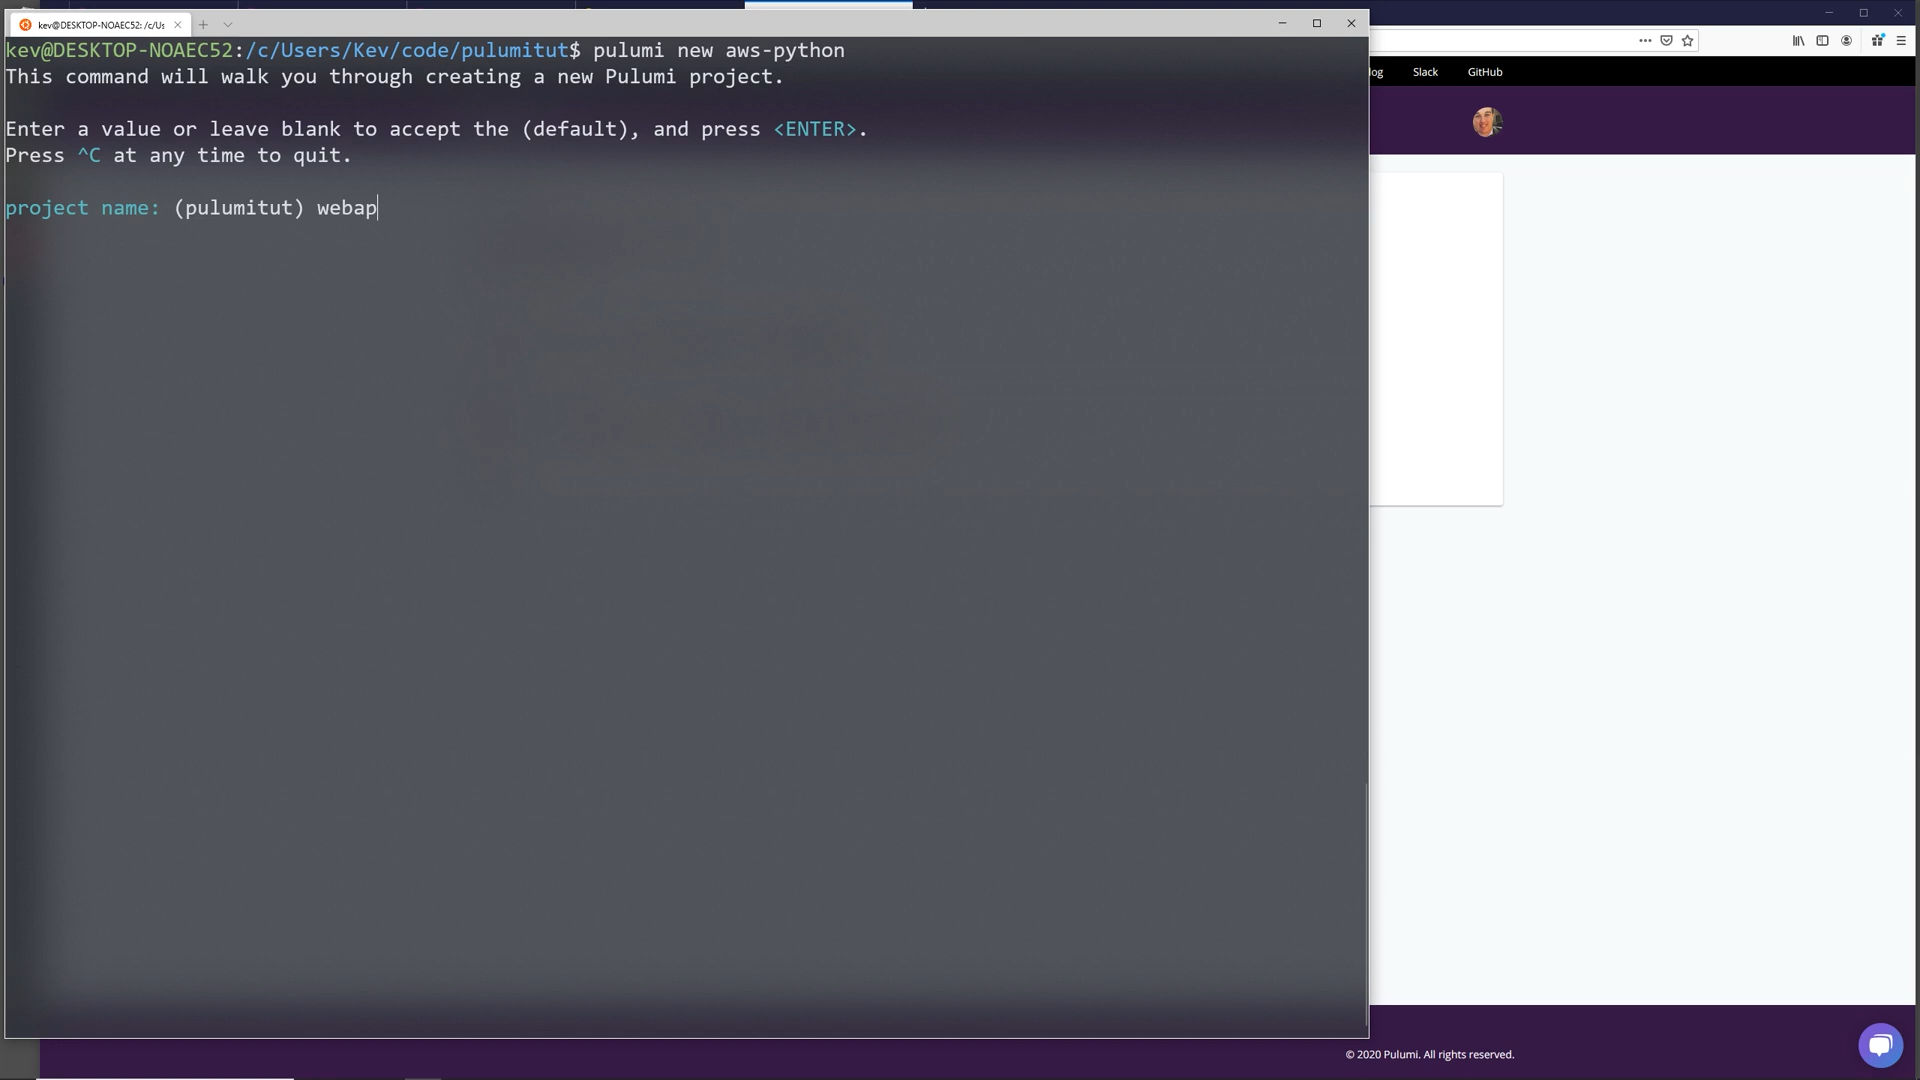 kev@DESKTOP-NOAEC52: /c/Us
kev@DESKTOP-NOAEC52:/c/Users/Kev/code/pulumitut$ pulumi new aws-python
This command will walk you through creating a new Pulumi project.
Enter a value or leave blank to accept the (default), and press <ENTER>.
Press ^C at any time to quit.
project name: (pulumitut) webap
log Slack GitHub
© 2020 Pulumi. All rights reserved.